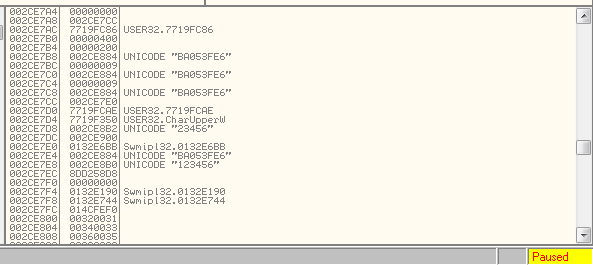 002CE7A4 00000000
002CE7A8 002CE7CC
002CE7AC 7719FC86 USER32.7719FC86
002CE7B0 00000400
002CE7B4 00000200
002CE7B8 002CE884 UNICODE "BA053FE6"
002CE7BC 00000009
002CE7C0 002CE884 UNICODE "BA053FE6"
002CE7C4 00000009
002CE7C8 002CE884 UNICODE "BA053FE6"
002CE7CC 002CE7E0
002CE7D0 7719FCAE USER32.7719FCAE
002CE7D4 7719F350 USER32.CharUpperW
002CE7D8 002CE8B2 UNICODE "23456"
002CE7DC 002CE900
002CE7E0 0132E6BB Swmipl32.0132E6BB
002CE7E4 002CE884 UNICODE "BA053FE6"
002CE7E8 002CE8B0 UNICODE "123456"
002CE7EC 8DD258D8
002CE7F0 00000000
002CE7F4 0132E190 Swmipl32.0132E190
002CE7F8 0132E744 Swmipl32.0132E744
002CE7FC 014CFEF0
002CE800 00320031
002CE804 00340033
002CE808 00360035
Paused